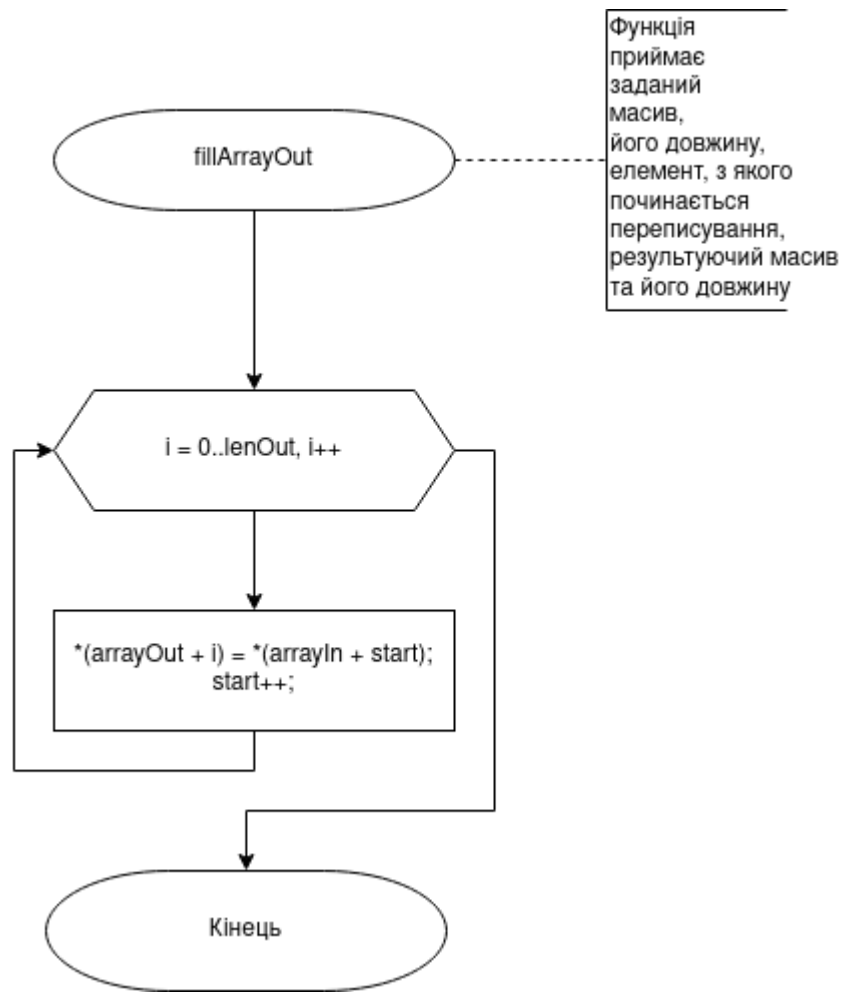 fillArrayOut
Функція
приймає
заданий
масив,
його довжину,
елемент, з якого
починається
переписування,
результуючий масив
та його довжину
i = 0..lenOut, i++
*(arrayOut + i) = *(arrayIn + start);
start++;
Кінець